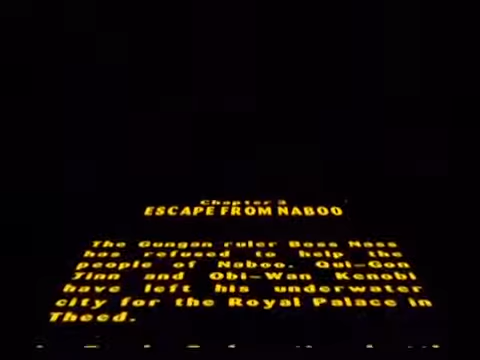 Chapter 3
ESCAPE FROM NABOO
The Gungan ruler Boss Nass
has refused to help the
people of Naboo. Qui-Gon
Jinn and Obi-Wan Kenobi
have left his underwater
city for the Royal Palace in
Theed.